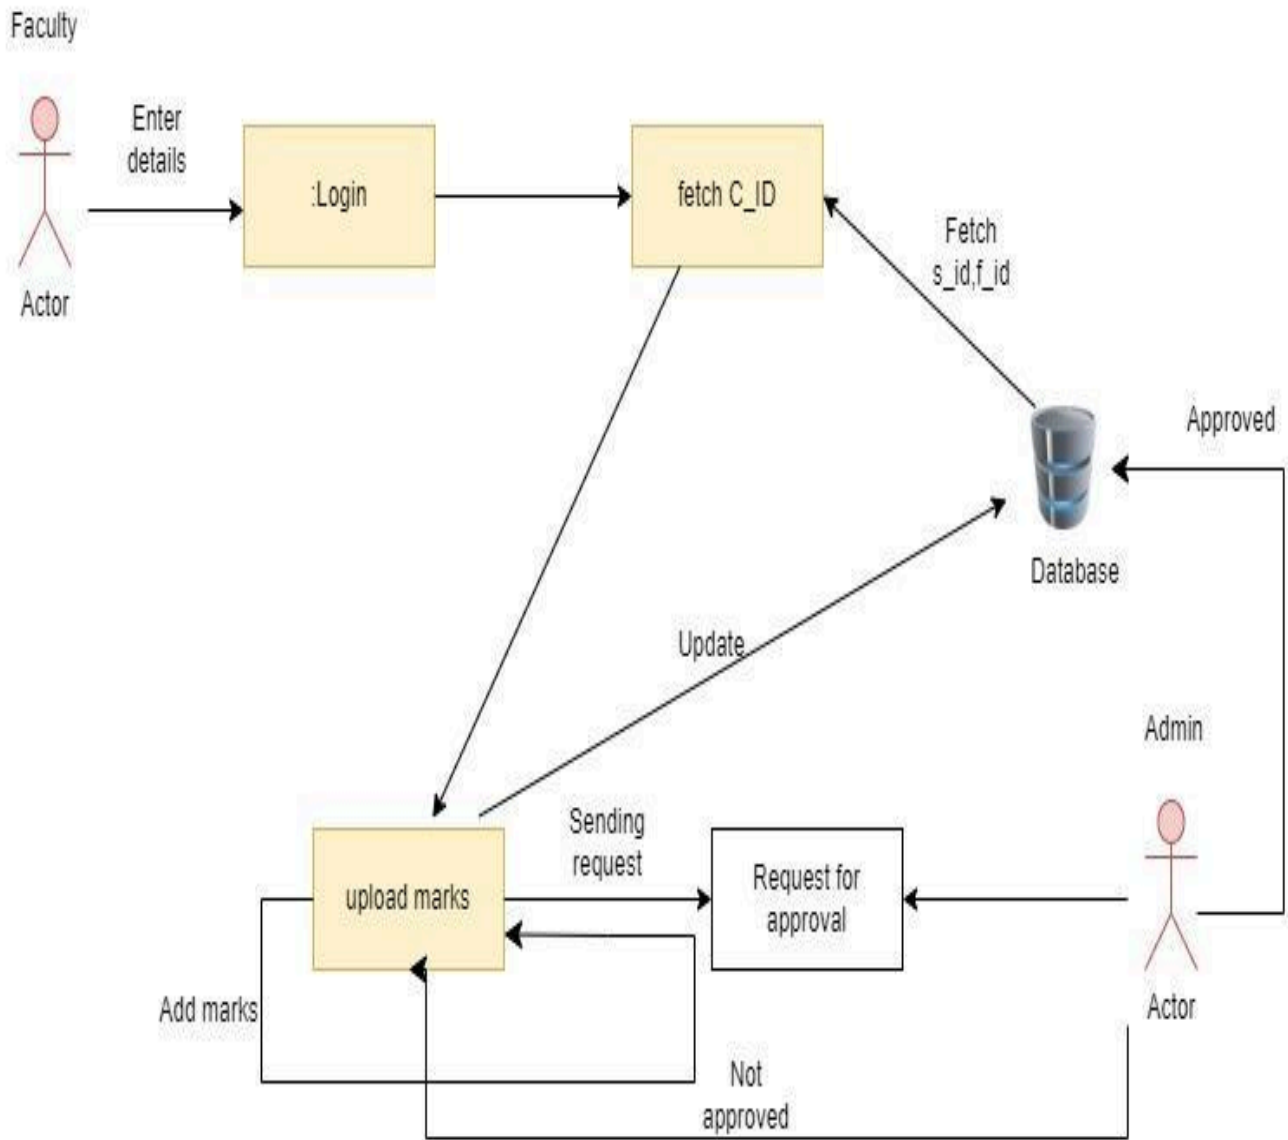 Faculty
Enter
details
:Login
fetch C_ID
Fetch
s_id,f_id
Actor
Approved
Database
Update
Admin
Sending
request
upload marks
Request for
approval
Add marks
Actor
Not
approved